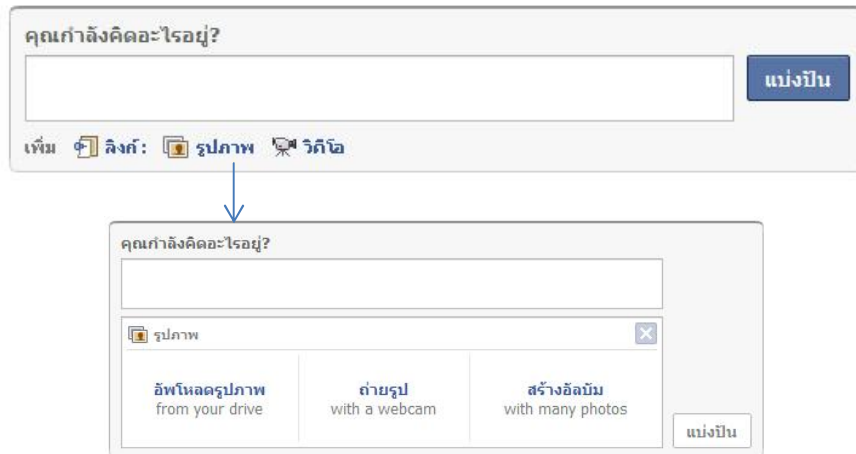 คุณกำลังคิดอะไรอยู่?
แบ่งปัน
เพิ่ม ลิงก์: รูปภาพ วิดีโอ
คุณกำลังคิดอะไรอยู่?
รูปภาพ
อัพโหลดรูปภาพ ถ่ายรูป สร้างอัลบัม
from your drive with a webcam with many photos
แบ่งปัน